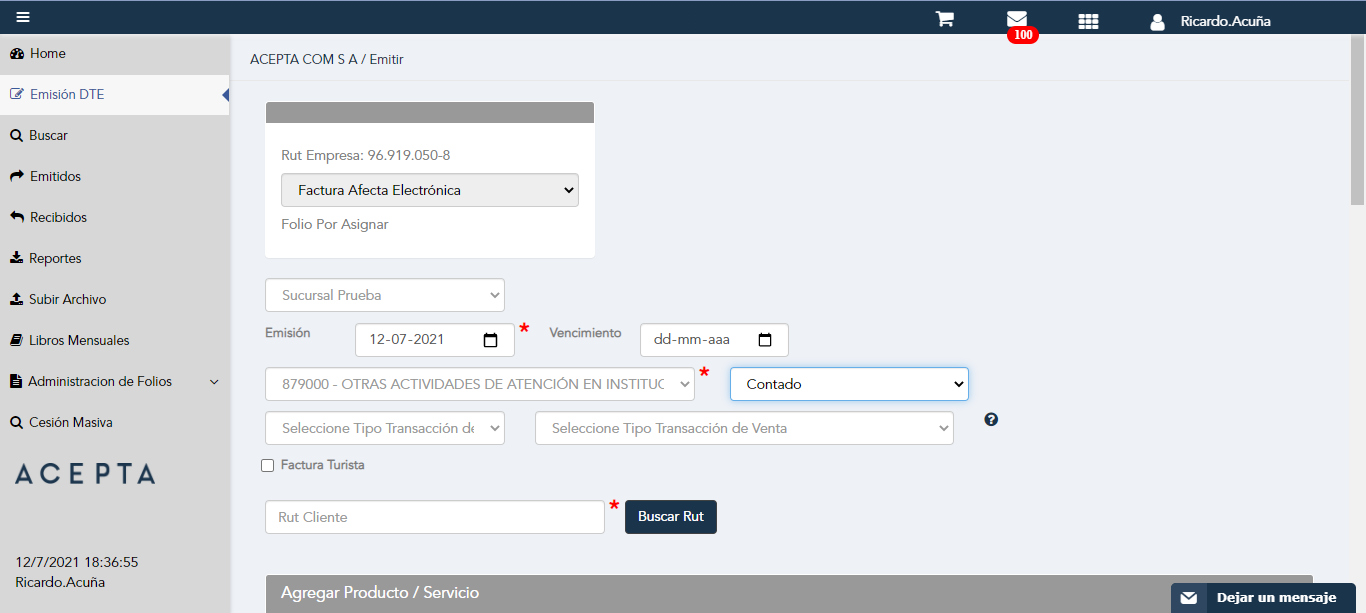 100
Ricardo.Acuña
Home
Emisión DTE
Buscar
Emitidos
Recibidos
Reportes
Subir Archivo
Libros Mensuales
Administracion de Folios
Cesión Masiva
ACEPTA
12/7/2021 18:36:55
Ricardo.Acuña
ACEPTA COM S A / Emitir
Rut Empresa: 96.919.050-8
Factura Afecta Electrónica
Folio Por Asignar
Sucursal Prueba
Emisión 12-07-2021 * Vencimiento dd-mm-aaa
879000 - OTRAS ACTIVIDADES DE ATENCIÓN EN INSTITUC * Contado
Seleccione Tipo Transacción de Seleccione Tipo Transacción de Venta ?
Factura Turista
Rut Cliente * Buscar Rut
Agregar Producto / Servicio
Dejar un mensaje